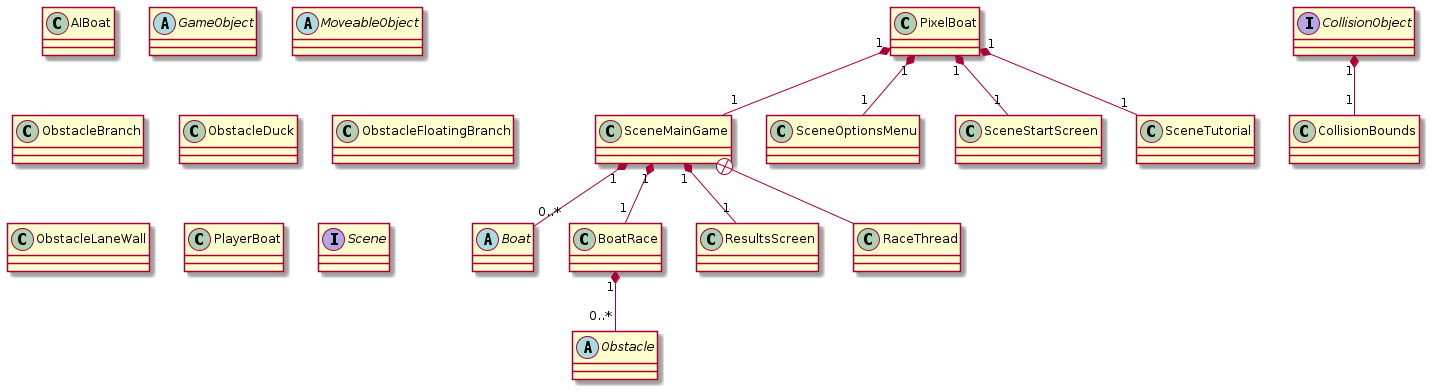 C AIBoat
A GameObject
A MoveableObject
C PixelBoat
I CollisionObject
1
1
1
1
1
1
1
1
1
1
C ObstacleBranch
C ObstacleDuck
C ObstacleFloatingBranch
C SceneMainGame
C SceneOptionsMenu
C SceneStartScreen
C SceneTutorial
C CollisionBounds
1
1
1
0..*
1
1
C ObstacleLaneWall
C PlayerBoat
I Scene
A Boat
C BoatRace
C ResultsScreen
C RaceThread
1
0..*
A Obstacle